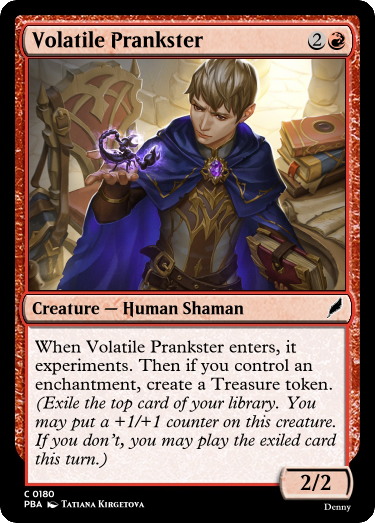 Volatile Prankster 2
Creature — Human Shaman
When Volatile Prankster enters, it
experiments. Then if you control an
enchantment, create a Treasure token.
(Exile the top card of your library. You
may put a +1/+1 counter on this creature.
If you don't, you may play the exiled card
this turn.)
2/2
C 0180
PBA Tatiana Kirgetova
Denny